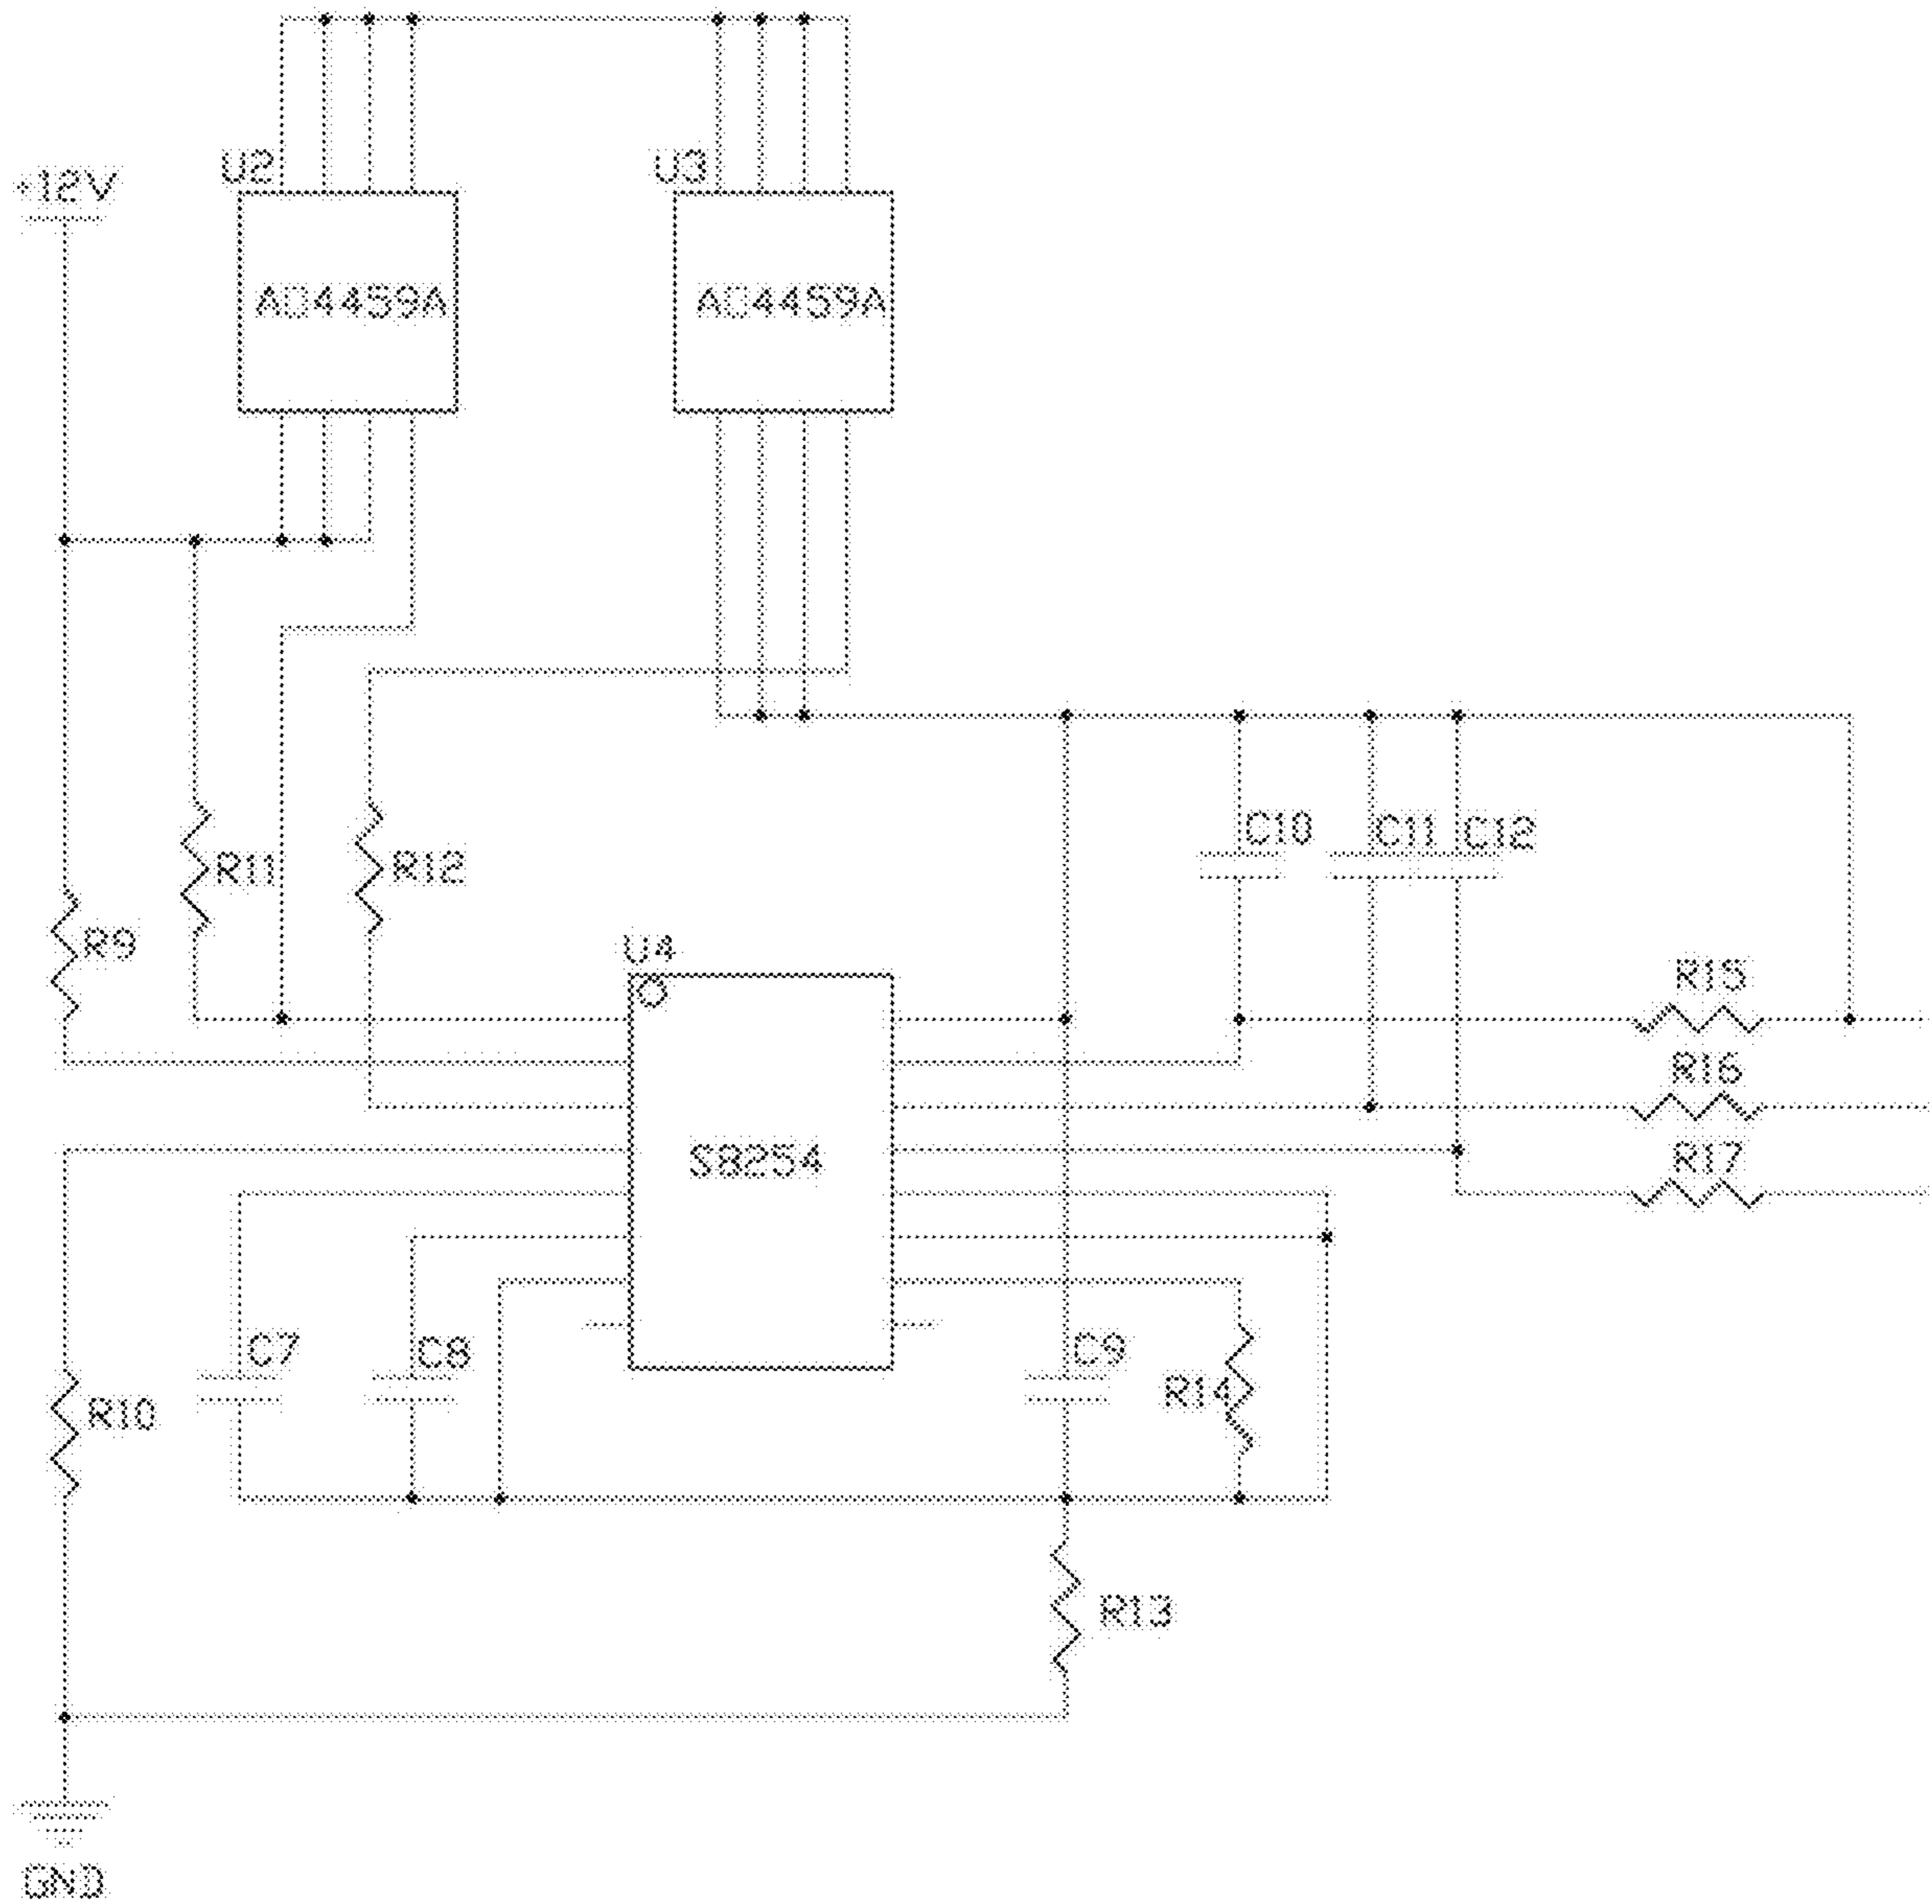 U2
U3
+12V
AO4459A
AO4459A
C10
C11
C12
R11
R12
R9
U4
R15
R16
S8254
R17
C7
C8
C9
R14
R10
R13
GND